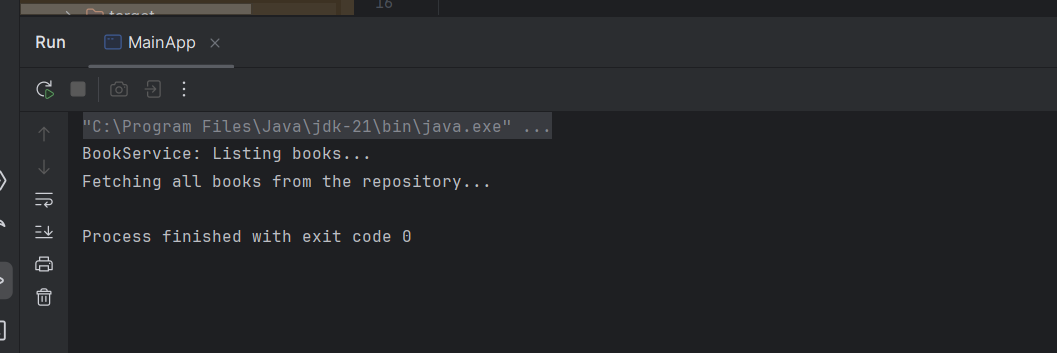 target
16
Run
MainApp
"C:\Program Files\Java\jdk-21\bin\java.exe" ...
BookService: Listing books...
Fetching all books from the repository...
Process finished with exit code 0